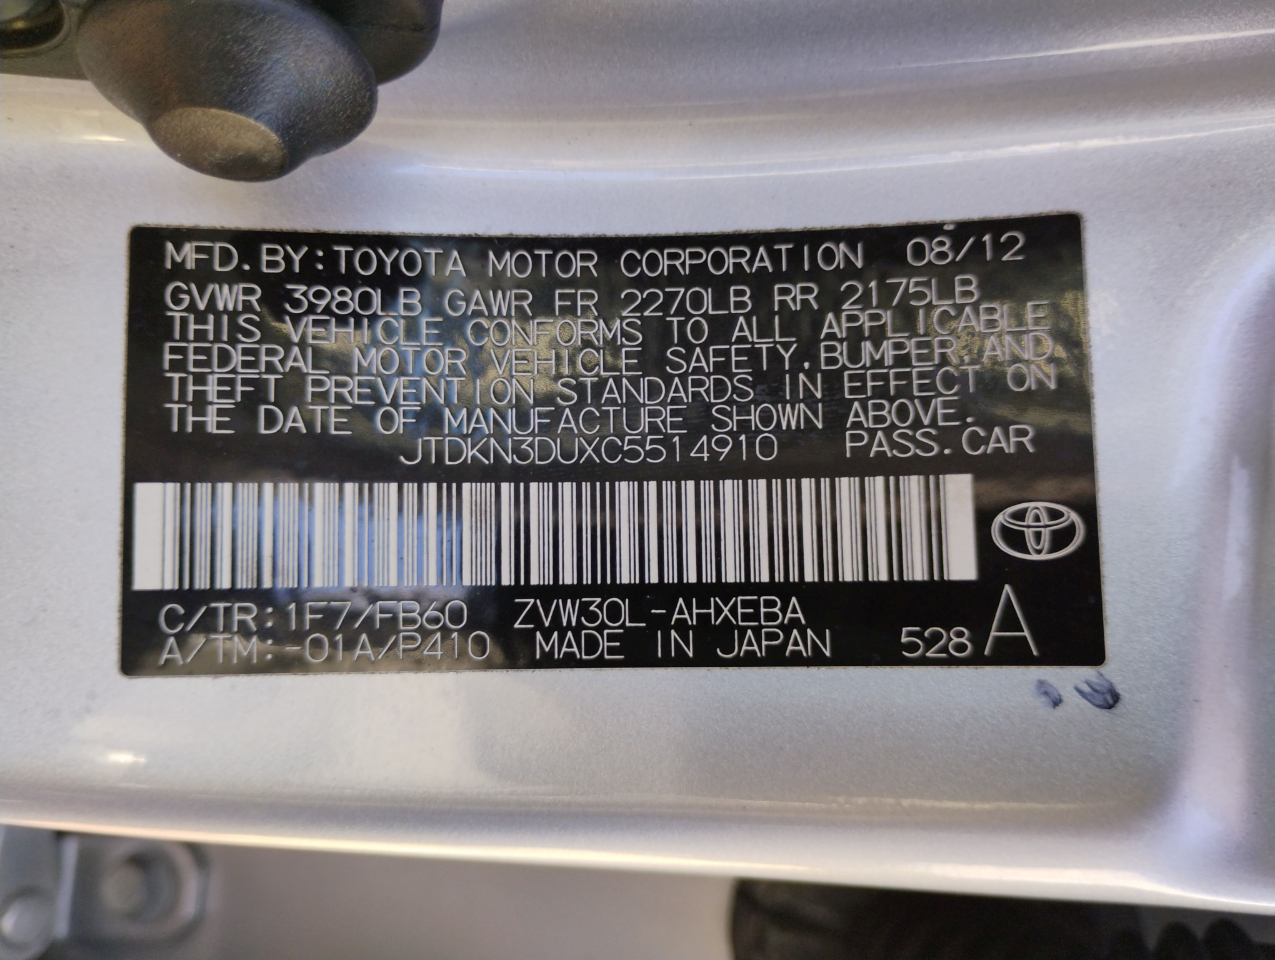 MFD. BY: TOYOTA MOTOR CORPORATION 08/12
GVWR 3980LB GAWR FR 2270LB RR 2175LB
THIS VEHICLE CONFORMS TO ALL APPLICABLE
FEDERAL MOTOR VEHICLE SAFETY, BUMPER, AND
THEFT PREVENTION STANDARDS IN EFFECT ON
THE DATE OF MANUFACTURE SHOWN ABOVE.
JTDKN3DUXC5514910 PASS. CAR
C/TR: 1F7/FB60 ZVW30L-AHXEBA
A/TM: -01A/P410 MADE IN JAPAN 528 A